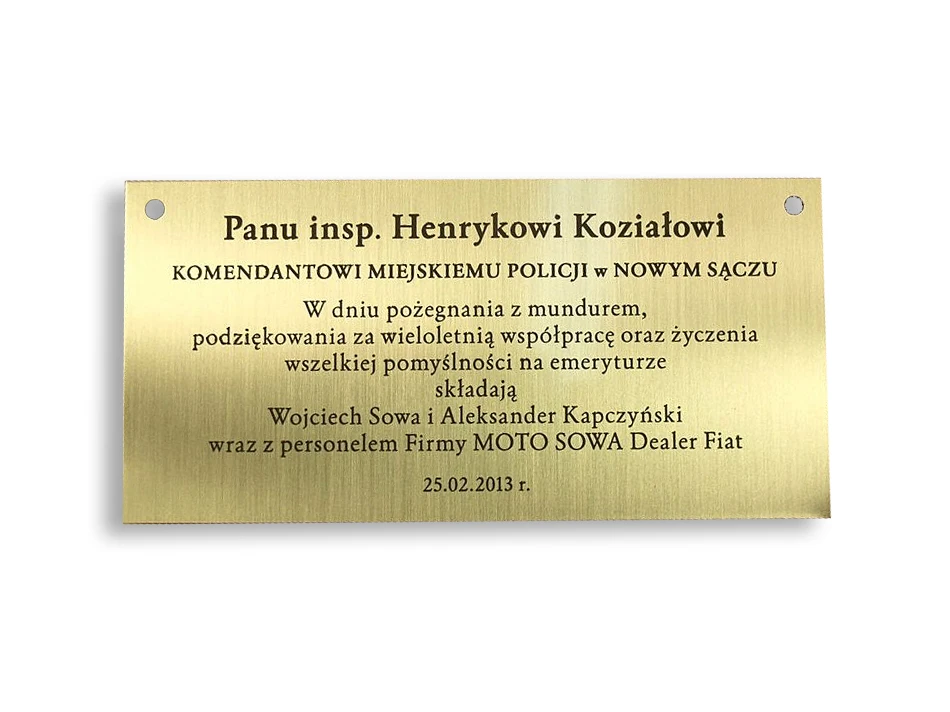 Panu insp. Henrykowi Koziałowi
KOMENDANTOWI MIEJSKIEMU POLICJI w NOWYM SĄCZU
W dniu pożegnania z mundurem,
podziękowania za wieloletnią współpracę oraz życzenia
wszelkiej pomyślności na emeryturze
składają
Wojciech Sowa i Aleksander Kapczyński
wraz z personelem Firmy MOTO SOWA Dealer Fiat
25.02.2013 r.